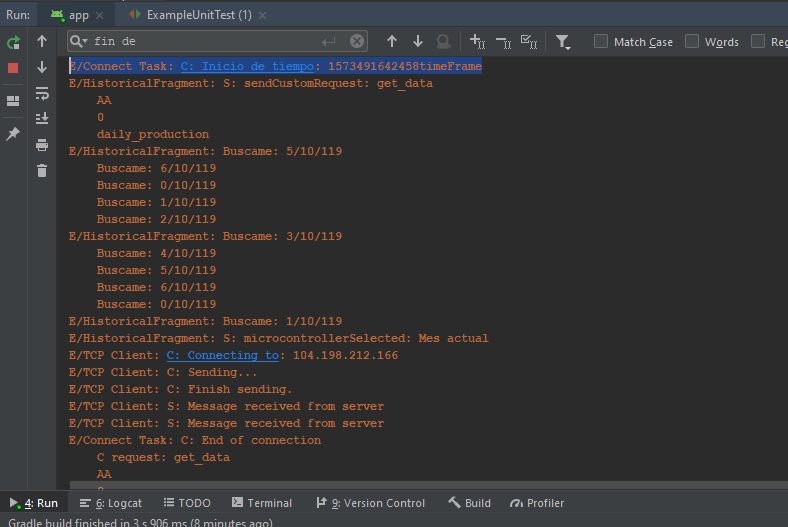 Run: app × ExampleUnitTest (1) ×
fin de Match Case Words Reg
E/Connect Task: C: Inicio de tiempo: 1573491642458timeFrame
E/HistoricalFragment: S: sendCustomRequest: get_data
AA
0
daily_production
E/HistoricalFragment: Buscame: 5/10/119
Buscame: 6/10/119
Buscame: 0/10/119
Buscame: 1/10/119
Buscame: 2/10/119
E/HistoricalFragment: Buscame: 3/10/119
Buscame: 4/10/119
Buscame: 5/10/119
Buscame: 6/10/119
Buscame: 0/10/119
E/HistoricalFragment: Buscame: 1/10/119
E/HistoricalFragment: S: microcontrollerSelected: Mes actual
E/TCP Client: C: Connecting to: 104.198.212.166
E/TCP Client: C: Sending...
E/TCP Client: C: Finish sending.
E/TCP Client: S: Message received from server
E/TCP Client: S: Message received from server
E/Connect Task: C: End of connection
C request: get_data
AA
4: Run 6: Logcat TODO Terminal 9: Version Control Build Profiler
Gradle build finished in 3 s 906 ms (8 minutes ago)